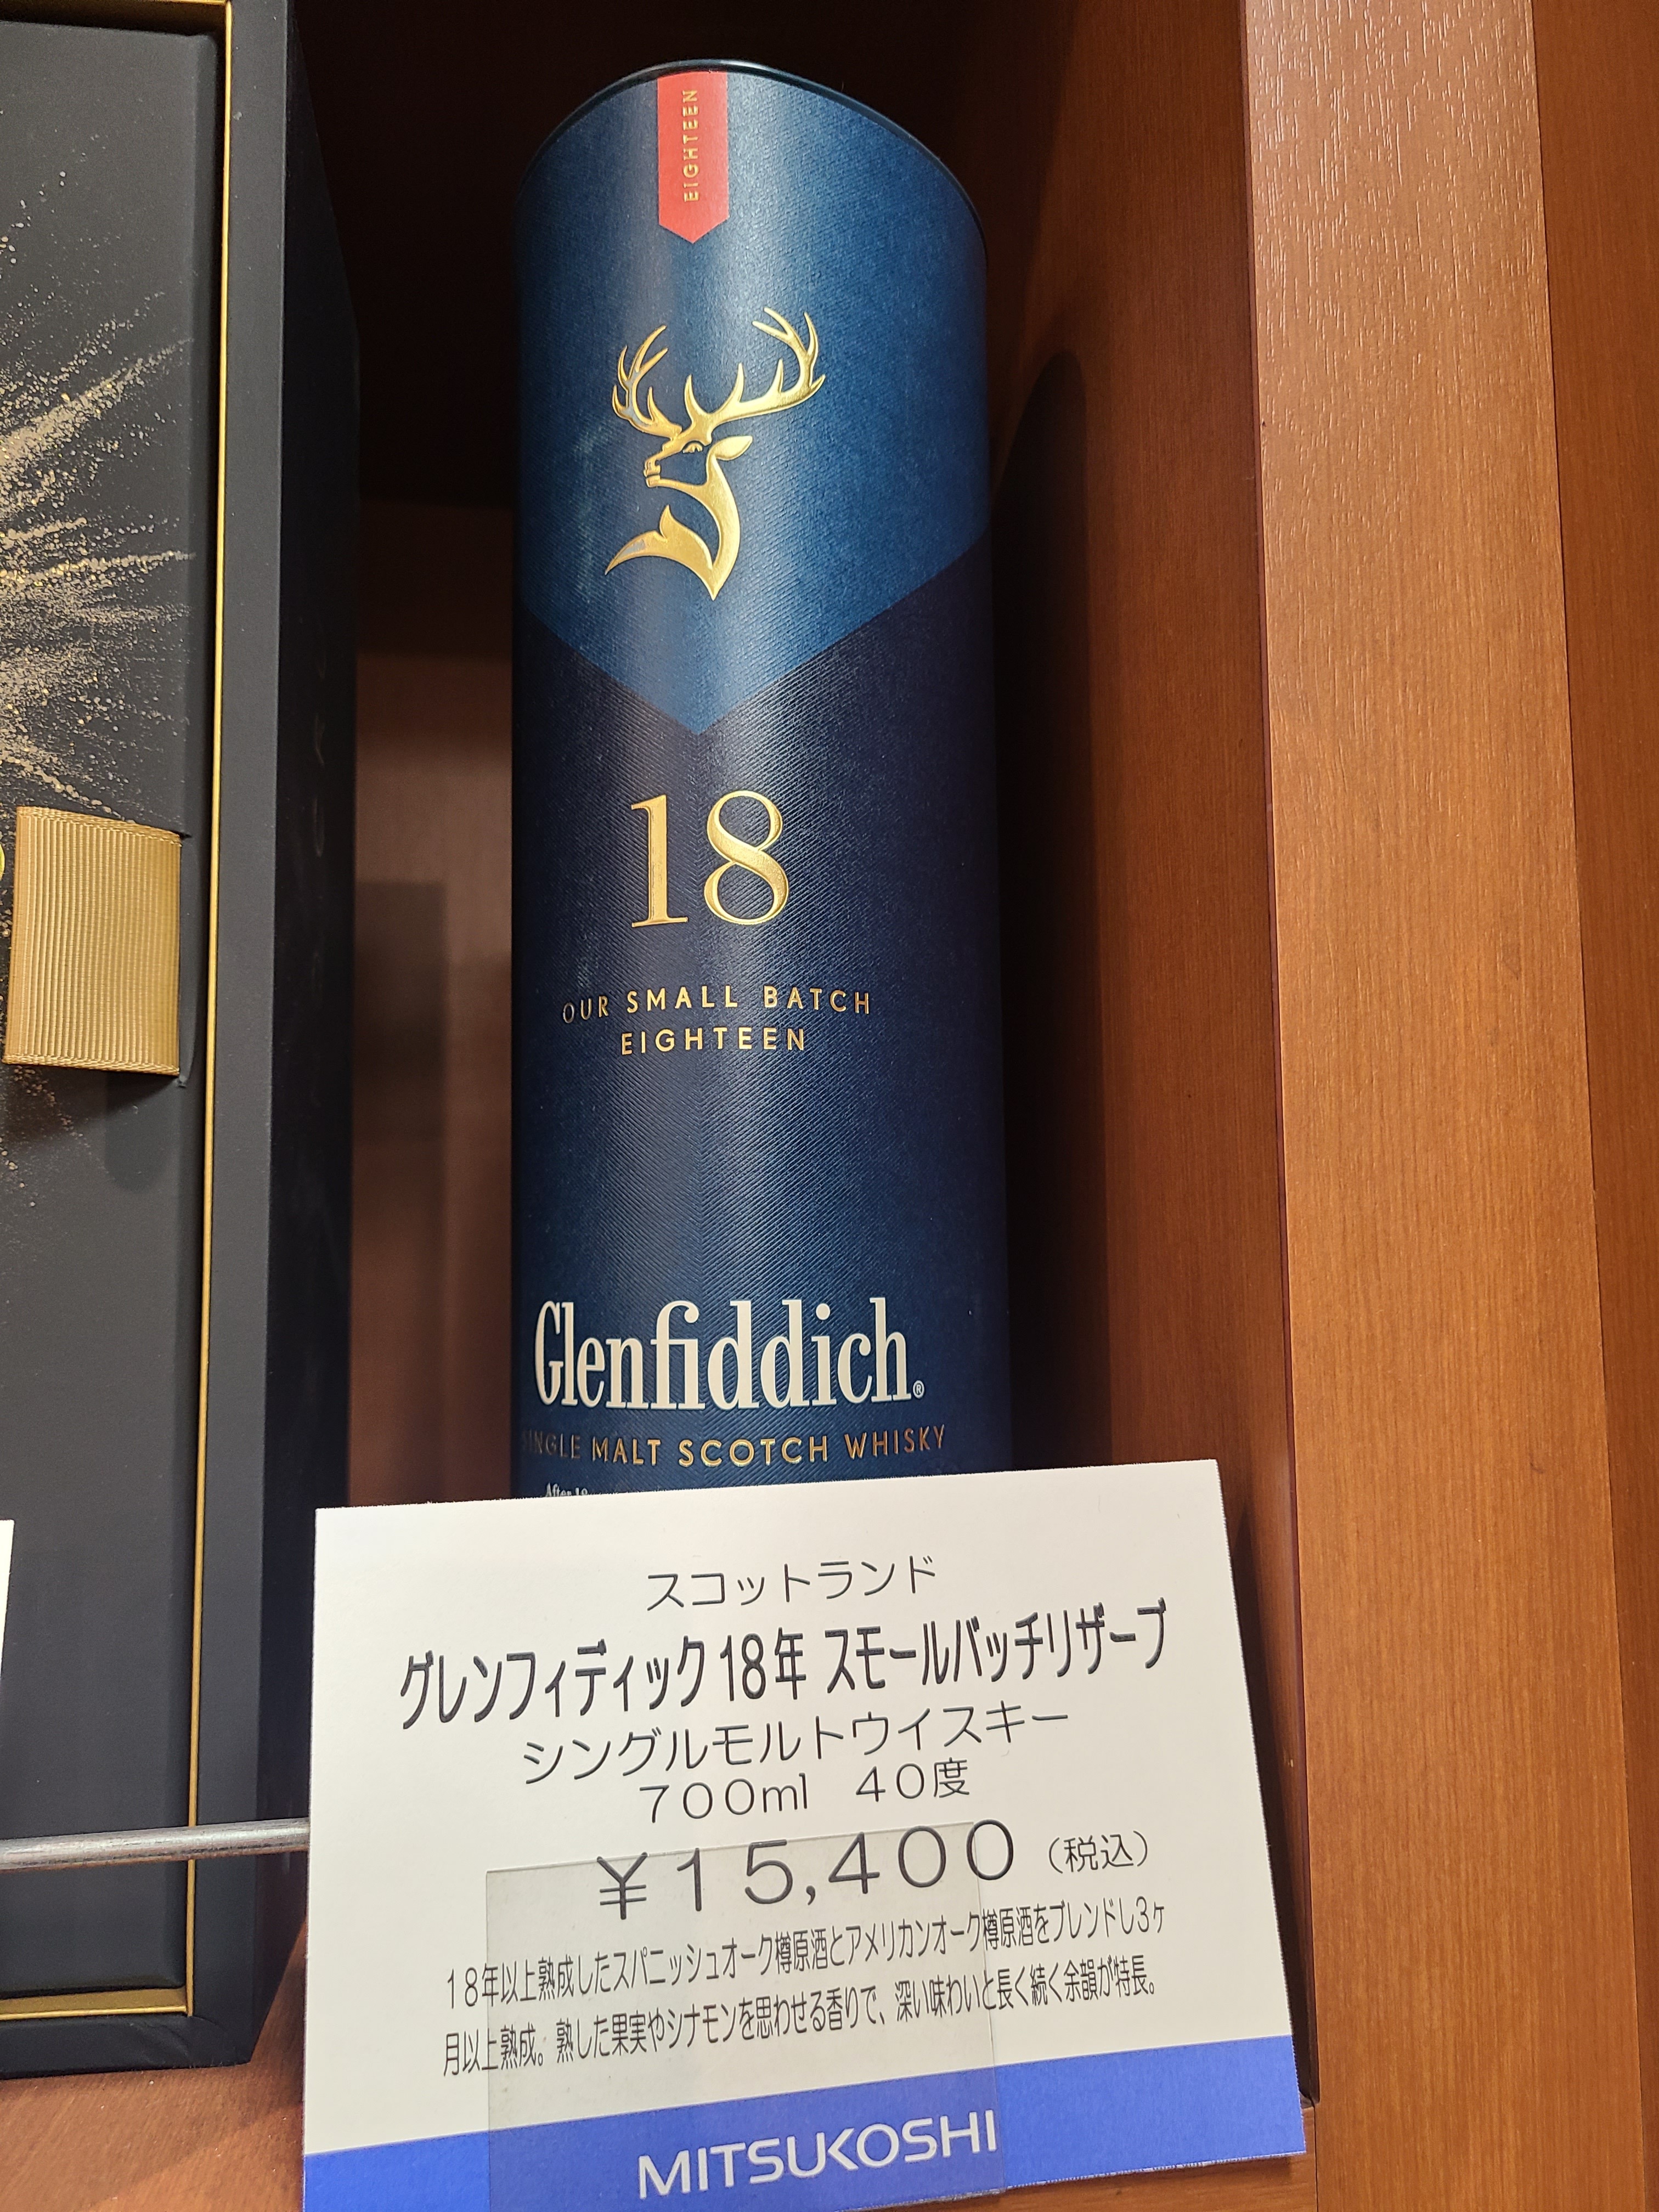 EIGHTEEN
18
OUR SMALL BATCH
EIGHTEEN
Glenfiddich®
SINGLE MALT SCOTCH WHISKY
After 18
スコットランド
グレンフィディック 18年 スモールバッチリザーブ
シングルモルトウイスキー
700ml 40度
￥15,400 (税込)
18年以上熟成したスパニッシュオーク樽原酒とアメリカンオーク樽原酒をブレンドし3ヶ
月以上熟成。熟した果実やシナモンを思わせる香りで、深い味わいと長く続く余韻が特長。
MITSUKOSHI